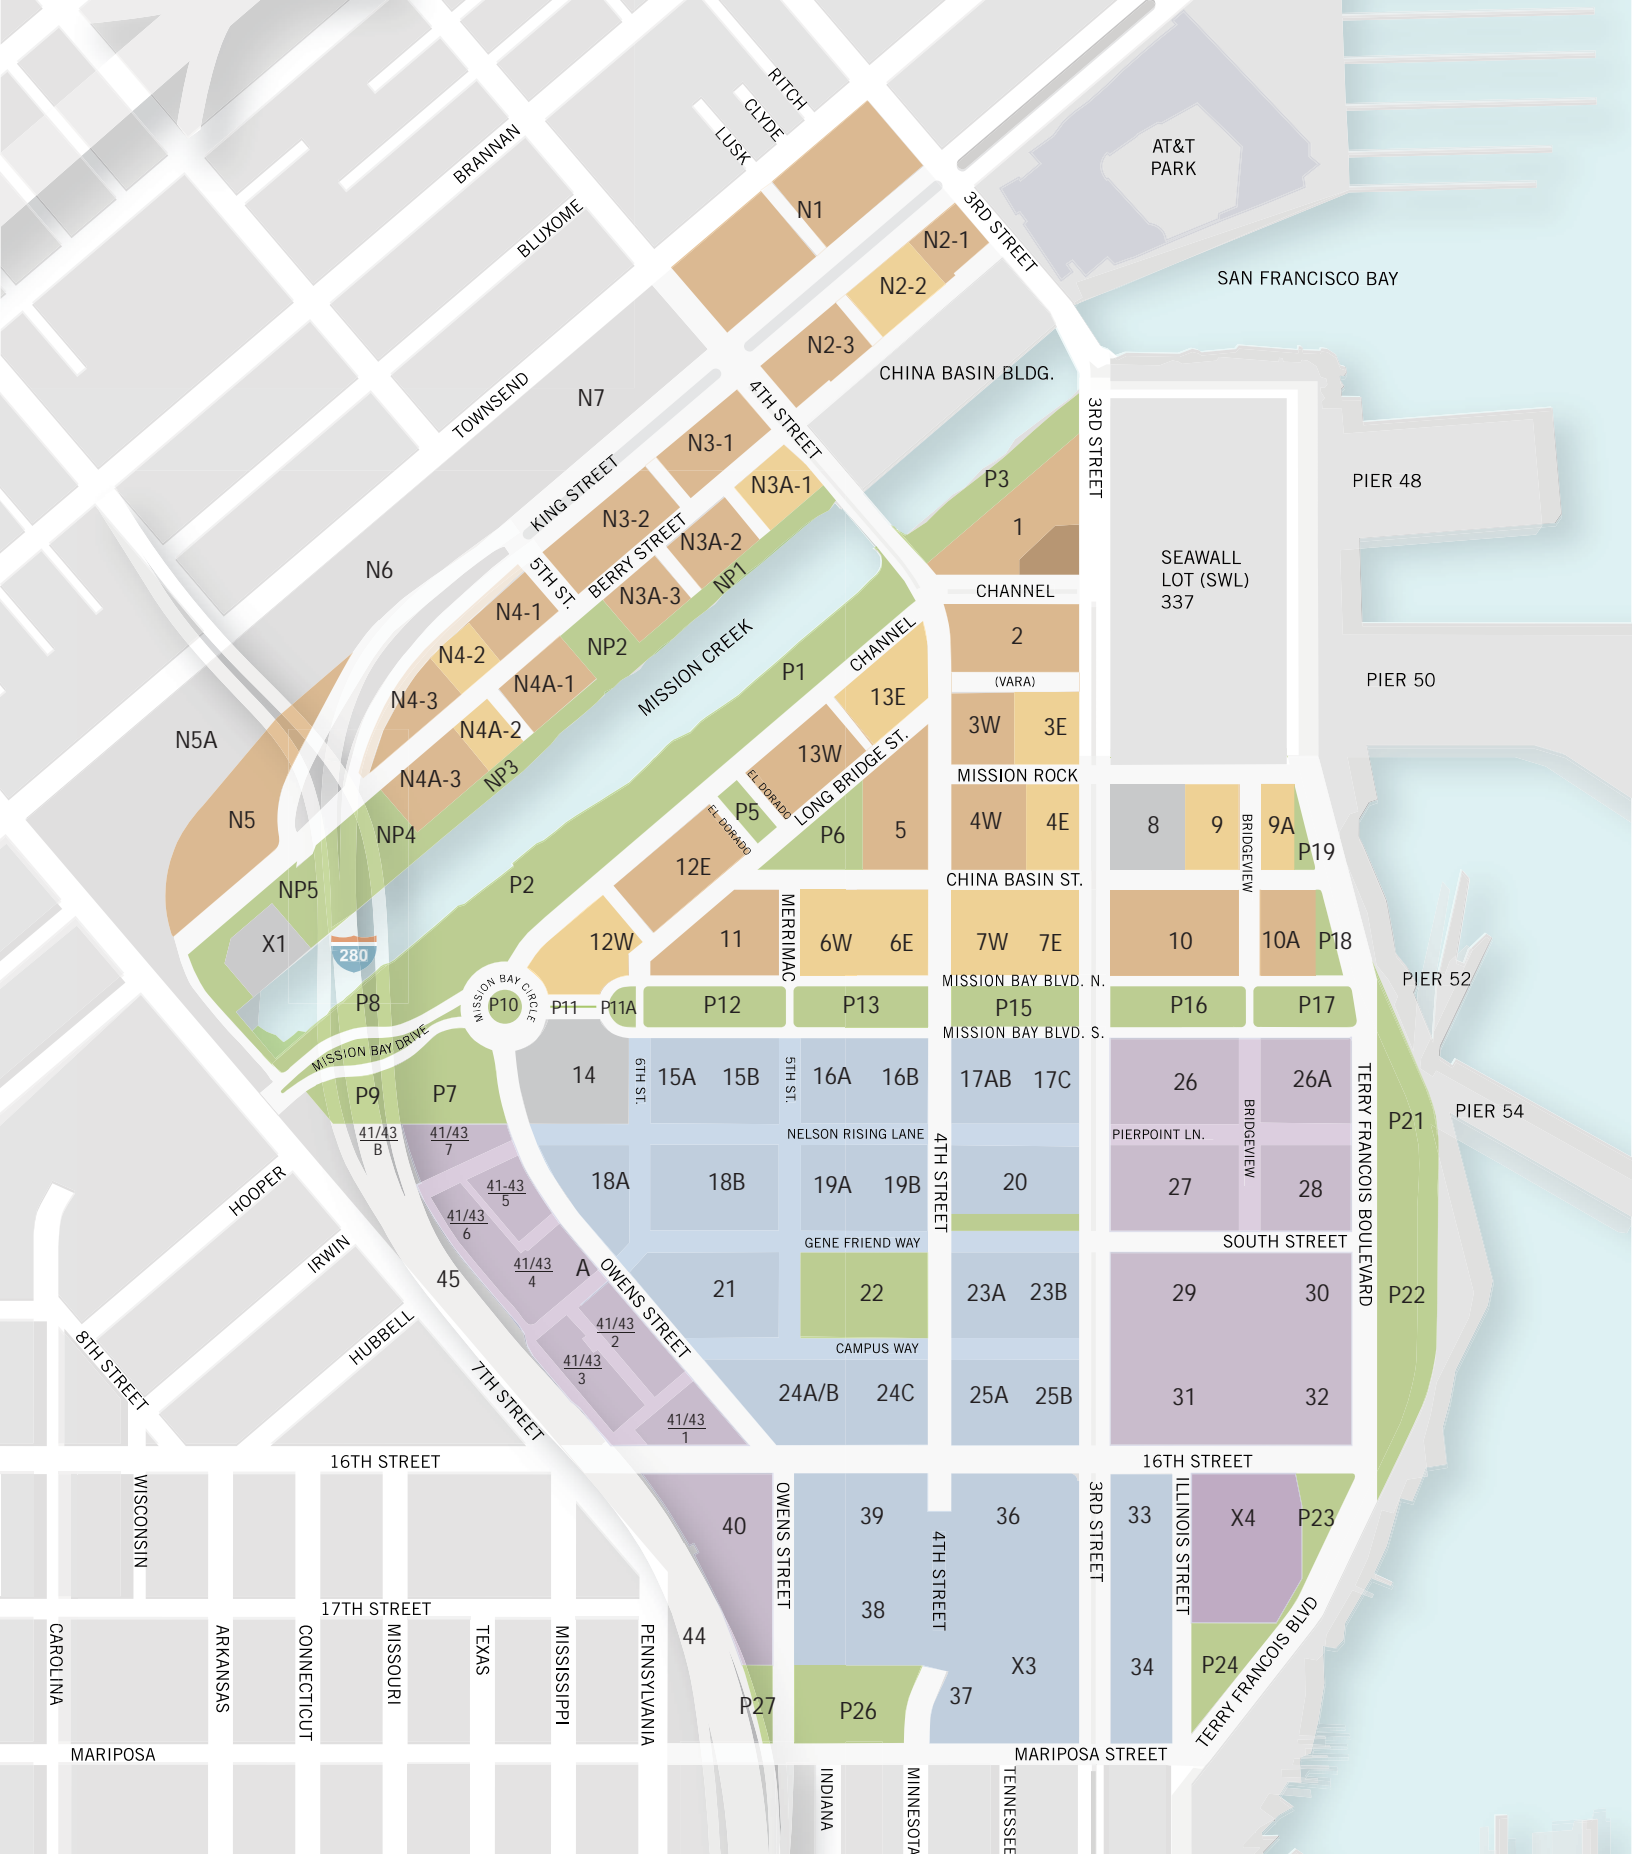 RITCH
CLYDE
LUSK
BRANNAN
BLUXOME
AT&T
PARK
3RD STREET
N1
N2-1
N2-2
N2-3
SAN FRANCISCO BAY
CHINA BASIN BLDG.
TOWNSEND
N7
4TH STREET
3RD STREET
N3-1
KING STREET
N3A-1
P3
PIER 48
N3-2
1
BERRY STREET
N3A-2
N6
5TH ST.
NP1
SEAWALL
LOT (SWL)
337
N3A-3
CHANNEL
N4-1
2
NP2
CHANNEL
MISSION CREEK
N4-2
P1
(VARA)
PIER 50
N4A-1
N4-3
13E
3W
3E
N4A-2
N5A
13W
LONG BRIDGE ST.
MISSION ROCK
N4A-3
NP3
EL DORADO
P5
EL DORADO
N5
NP4
P6
5
4W
4E
8
9
BRIDGEVIEW
9A
P19
12E
CHINA BASIN ST.
NP5
P2
X1
280
12W
11
MERRIMAC
6W
6E
7W
7E
10
10A
P18
MISSION BAY BLVD. N.
PIER 52
P8
MISSION BAY CIRCLE
P10
P11
P11A
P12
P13
P15
P16
P17
MISSION BAY BLVD. S.
MISSION BAY DRIVE
P9
P7
14
6TH ST.
15A
15B
5TH ST.
16A
16B
17AB
17C
26
26A
TERRY FRANCOIS BOULEVARD
P21
PIER 54
41/43
B
41/43
7
NELSON RISING LANE
4TH STREET
PIERPOINT LN.
BRIDGEVIEW
HOOPER
41-43
5
18A
18B
19A
19B
20
27
28
41/43
6
IRWIN
GENE FRIEND WAY
SOUTH STREET
45
41/43
4
A
OWENS STREET
21
22
23A
23B
29
30
P22
8TH STREET
HUBBELL
41/43
2
CAMPUS WAY
41/43
3
7TH STREET
24A/B
24C
25A
25B
31
32
41/43
1
16TH STREET
16TH STREET
WISCONSIN
40
OWENS STREET
39
4TH STREET
36
3RD STREET
33
ILLINOIS STREET
X4
P23
17TH STREET
38
CAROLINA
ARKANSAS
CONNECTICUT
MISSOURI
TEXAS
MISSISSIPPI
PENNSYLVANIA
44
X3
34
P24
TERRY FRANCOIS BLVD
P27
P26
37
MARIPOSA
MARIPOSA STREET
INDIANA
MINNESOTA
TENNESSEE